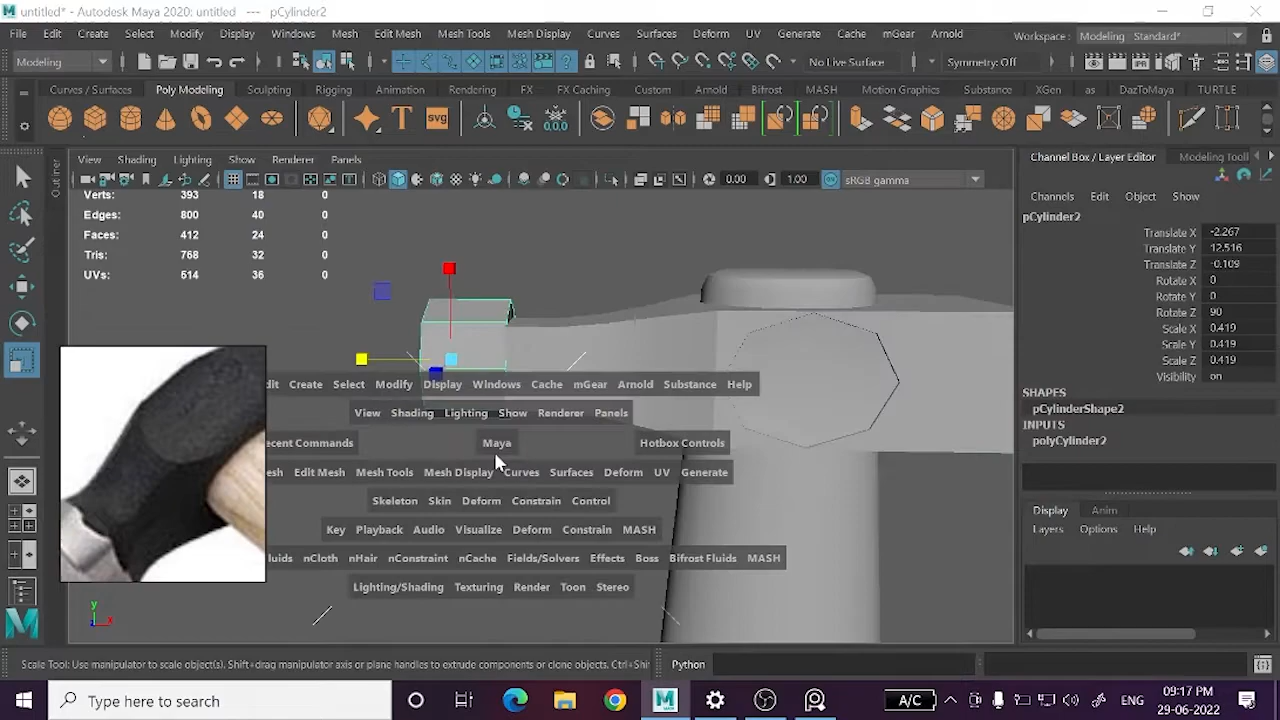 untitled* - Autodesk Maya 2020: untitled --- pCylinder2
File Edit Create Select Modify Display Windows Mesh Edit Mesh Mesh Tools Mesh Display Curves Surfaces Deform UV Generate Cache mGear Arnold Workspace : Modeling Standard*
Modeling No Live Surface Symmetry: Off
Curves / Surfaces Poly Modeling Sculpting Rigging Animation Rendering FX FX Caching Custom Arnold Bifrost MASH Motion Graphics Substance XGen as DazToMaya TURTLE
T SVG 0,0,0
Outliner
View Shading Lighting Show Renderer Panels
0.00 1.00 ON sRGB gamma
Verts: 393 18 0
Edges: 800 40 0
Faces: 412 24 0
Tris: 768 32 0
UVs: 514 36 0
Channel Box / Layer Editor Modeling Tool
Channels Edit Object Show
pCylinder2
Translate X -2.267
Translate Y 12.516
Translate Z -0.109
Rotate X 0
Rotate Y 0
Rotate Z 90
Scale X 0.419
Scale Y 0.419
Scale Z 0.419
Visibility on
SHAPES
pCylinderShape2
INPUTS
polyCylinder2
Display Anim
Layers Options Help
dit Create Select Modify Display Windows Cache mGear Arnold Substance Help
View Shading Lighting Show Renderer Panels
ecent Commands Maya Hotbox Controls
esh Edit Mesh Mesh Tools Mesh Display Curves Surfaces Deform UV Generate
Skeleton Skin Deform Constrain Control
Key Playback Audio Visualize Deform Constrain MASH
luids nCloth nHair nConstraint nCache Fields/Solvers Effects Boss Bifrost Fluids MASH
Lighting/Shading Texturing Render Toon Stereo
y x
Scale Tool: Use manipulator to scale object(s). Shift+drag manipulator axis or plane handles to extrude components or clone objects. Ctrl+Shi Python
Type here to search
A/C ENG 09:17 PM
29-06-2022